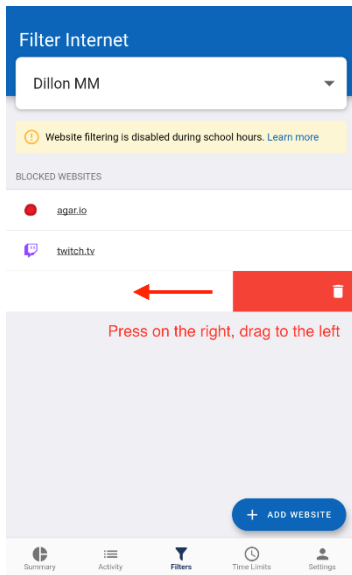 Filter Internet
Dillon MM
Website filtering is disabled during school hours. Learn more
BLOCKED WEBSITES
agar.io
twitch.tv
Press on the right, drag to the left
+ ADD WEBSITE
Summary Activity Filters Time Limits Settings